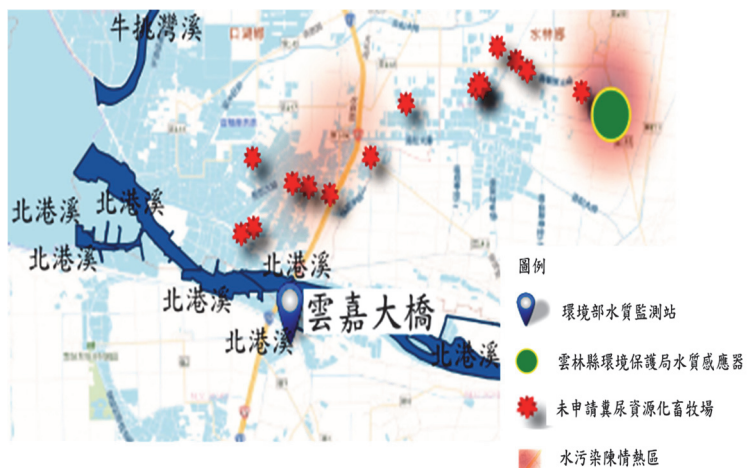 牛挑灣溪
口湖鄉
水林鄉
北港溪
北港溪
北港溪
北港溪
北港溪
雲嘉大橋
北港溪
北港溪
圖例
環境部水質監測站
雲林縣環境保護局水質感應器
未申請糞尿資源化畜牧場
水污染陳情熱區